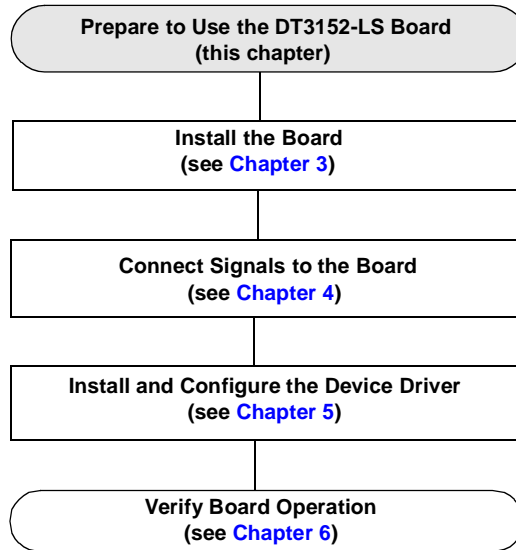 Prepare to Use the DT3152-LS Board
(this chapter)
Install the Board
(see Chapter 3)
Connect Signals to the Board
(see Chapter 4)
Install and Configure the Device Driver
(see Chapter 5)
Verify Board Operation
(see Chapter 6)